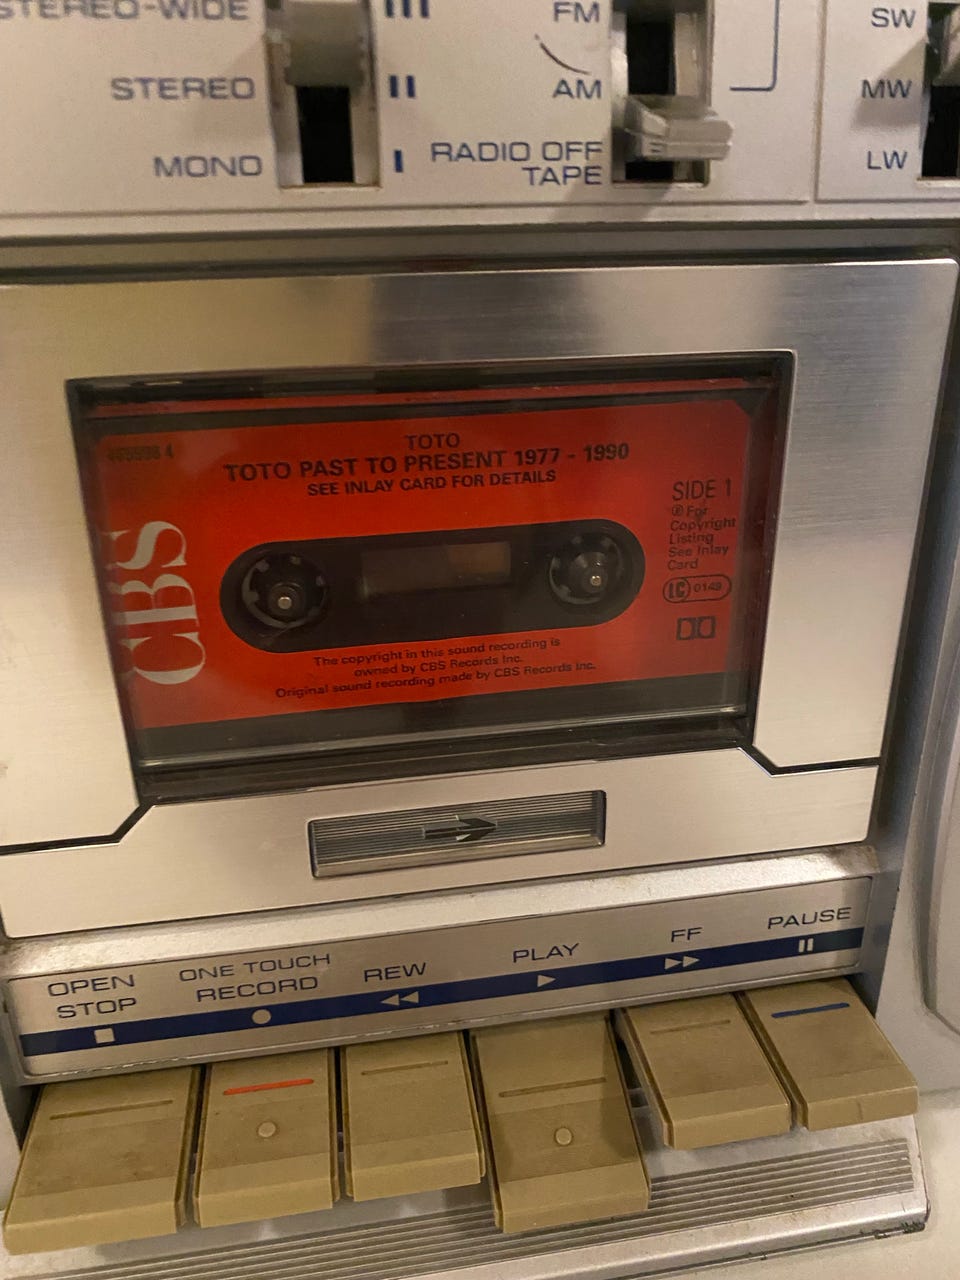 STEREO-WIDE III
STEREO II
MONO I
FM
AM
RADIO OFF
TAPE
SW
MW
LW
TOTO
TOTO PAST TO PRESENT 1977 - 1990
SEE INLAY CARD FOR DETAILS
SIDE 1
Ⓟ For
Copyright
Listing
See Inlay
Card
LC 0149
CBS
The copyright in this sound recording is
owned by CBS Records Inc.
Original sound recording made by CBS Records Inc.
OPEN
STOP
ONE TOUCH
RECORD
REW
PLAY
FF
PAUSE